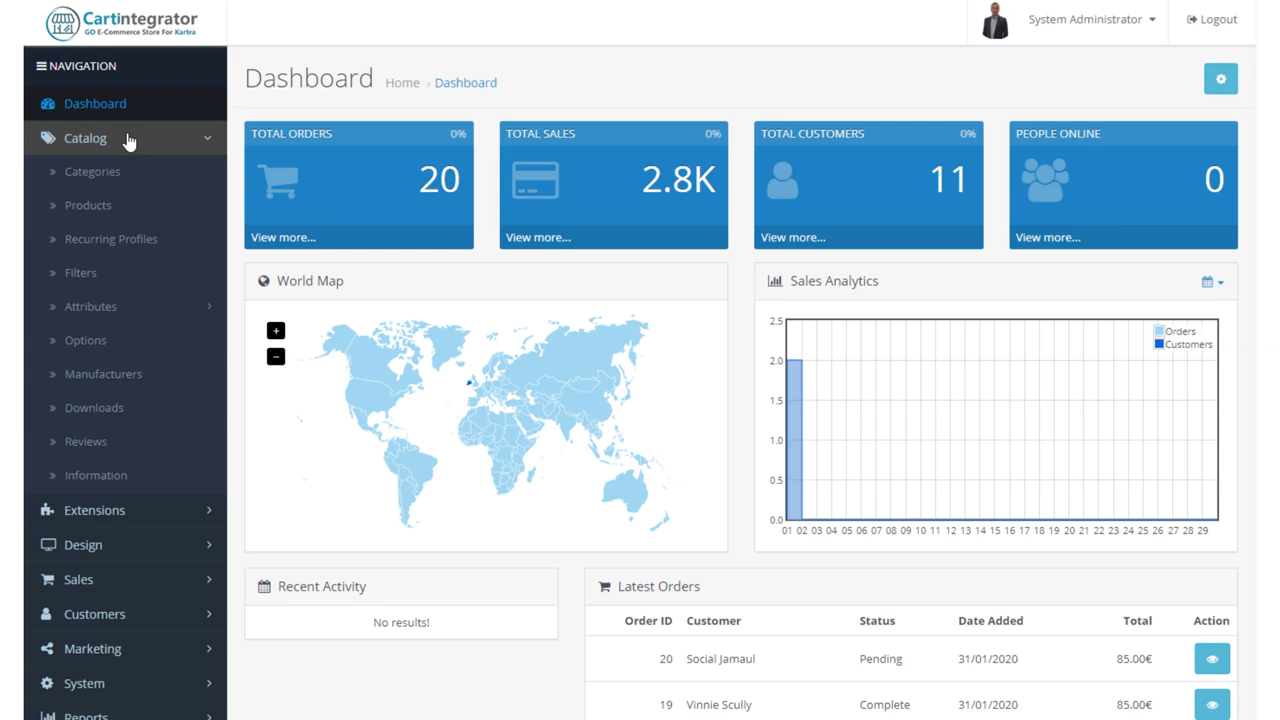 Cartintegrator
GO E-Commerce Store For Kartra
System Administrator
Logout
NAVIGATION
Dashboard
Catalog
Categories
Products
Recurring Profiles
Filters
Attributes
Options
Manufacturers
Downloads
Reviews
Information
Extensions
Design
Sales
Customers
Marketing
System
Reports
Dashboard Home › Dashboard
TOTAL ORDERS 0%
20
View more...
TOTAL SALES 0%
2.8K
View more...
TOTAL CUSTOMERS 0%
11
View more...
PEOPLE ONLINE
0
View more...
World Map
+
−
Sales Analytics
2.5
2.0
1.5
1.0
0.5
0.0
Orders
Customers
01 02 03 04 05 06 07 08 09 10 11 12 13 14 15 16 17 18 19 20 21 22 23 24 25 26 27 28 29
Recent Activity
No results!
Latest Orders
Order ID Customer Status Date Added Total Action
20 Social Jamaul Pending 31/01/2020 85.00€
19 Vinnie Scully Complete 31/01/2020 85.00€